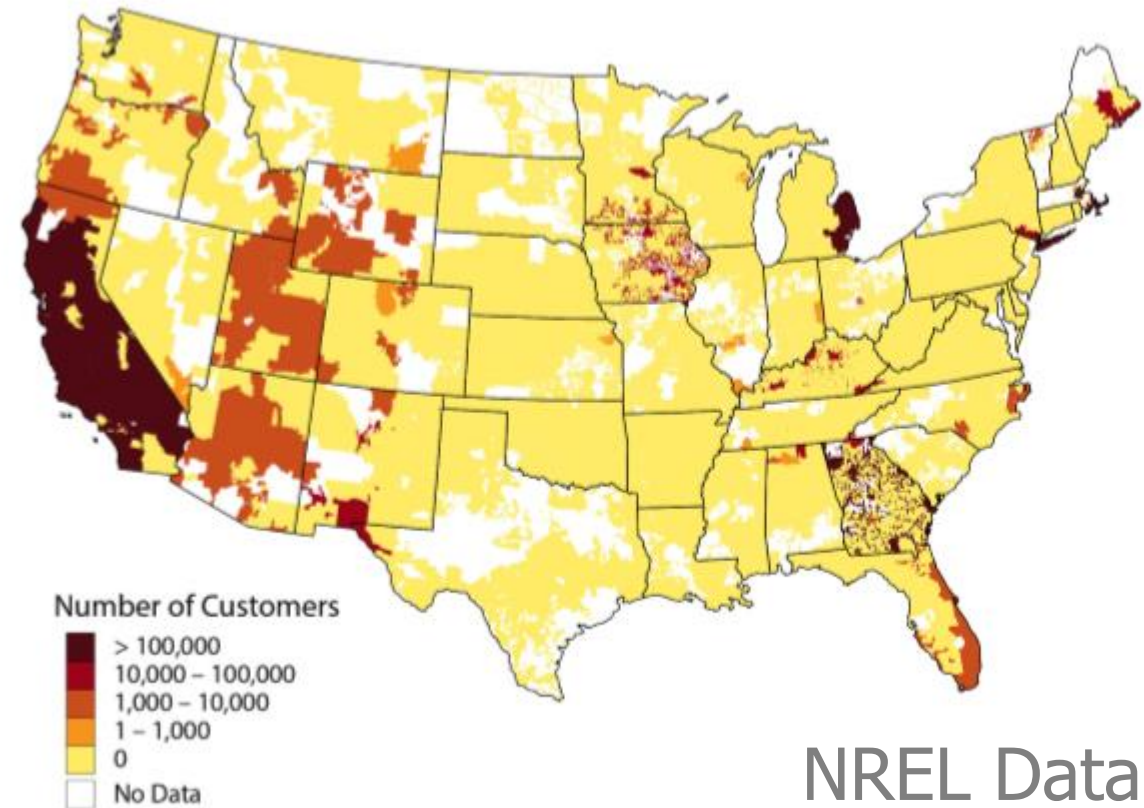 Number of Customers
> 100,000
10,000 – 100,000
1,000 – 10,000
1 – 1,000
0
No Data
NREL Data